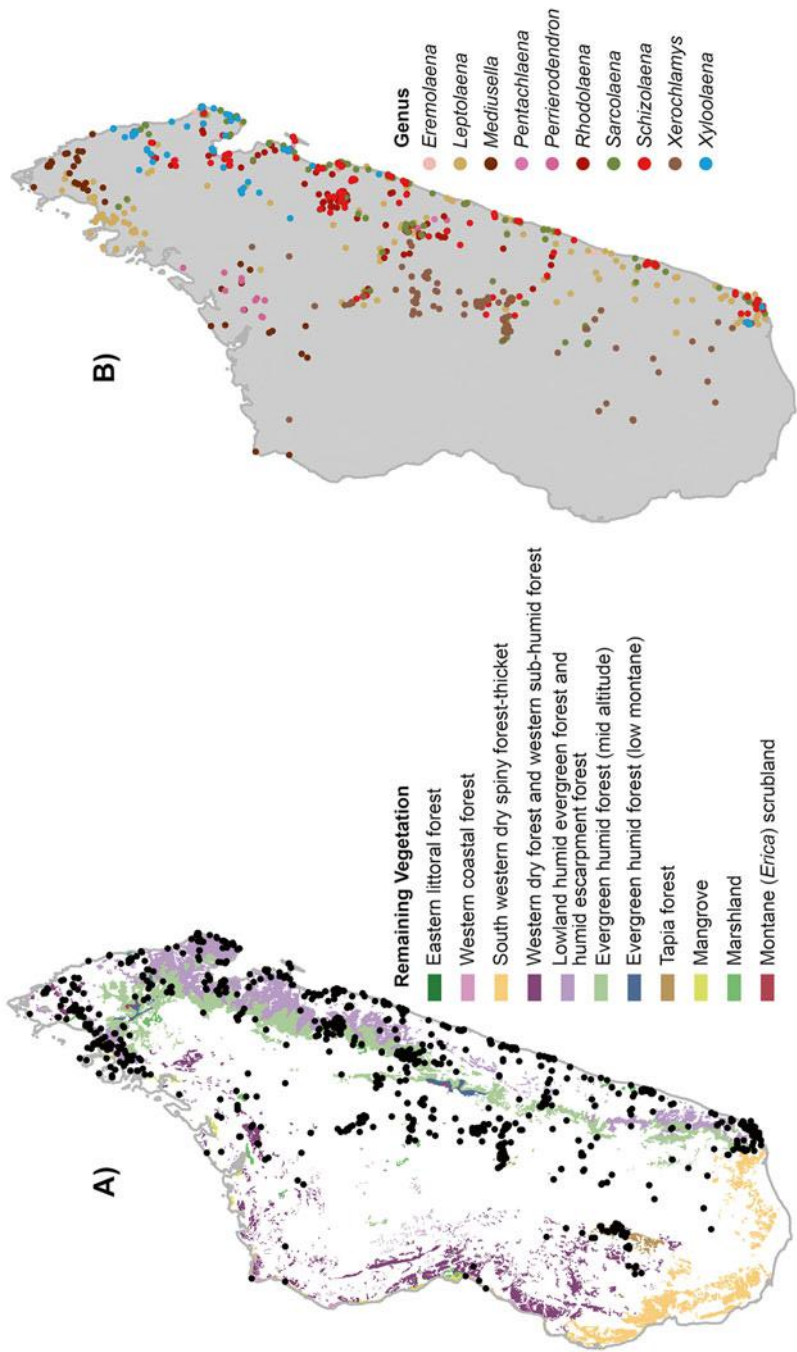 A)
Remaining Vegetation
Eastern littoral forest
Western coastal forest
South western dry spiny forest-thicket
Western dry forest and western sub-humid forest
Lowland humid evergreen forest and
humid escarpment forest
Evergreen humid forest (mid altitude)
Evergreen humid forest (low montane)
Tapia forest
Mangrove
Marshland
Montane (Erica) scrubland
B)
Genus
Eremolaena
Leptolaena
Mediusella
Pentachlaena
Perrierodendron
Rhodolaena
Sarcolaena
Schizolaena
Xerochlamys
Xyloolaena